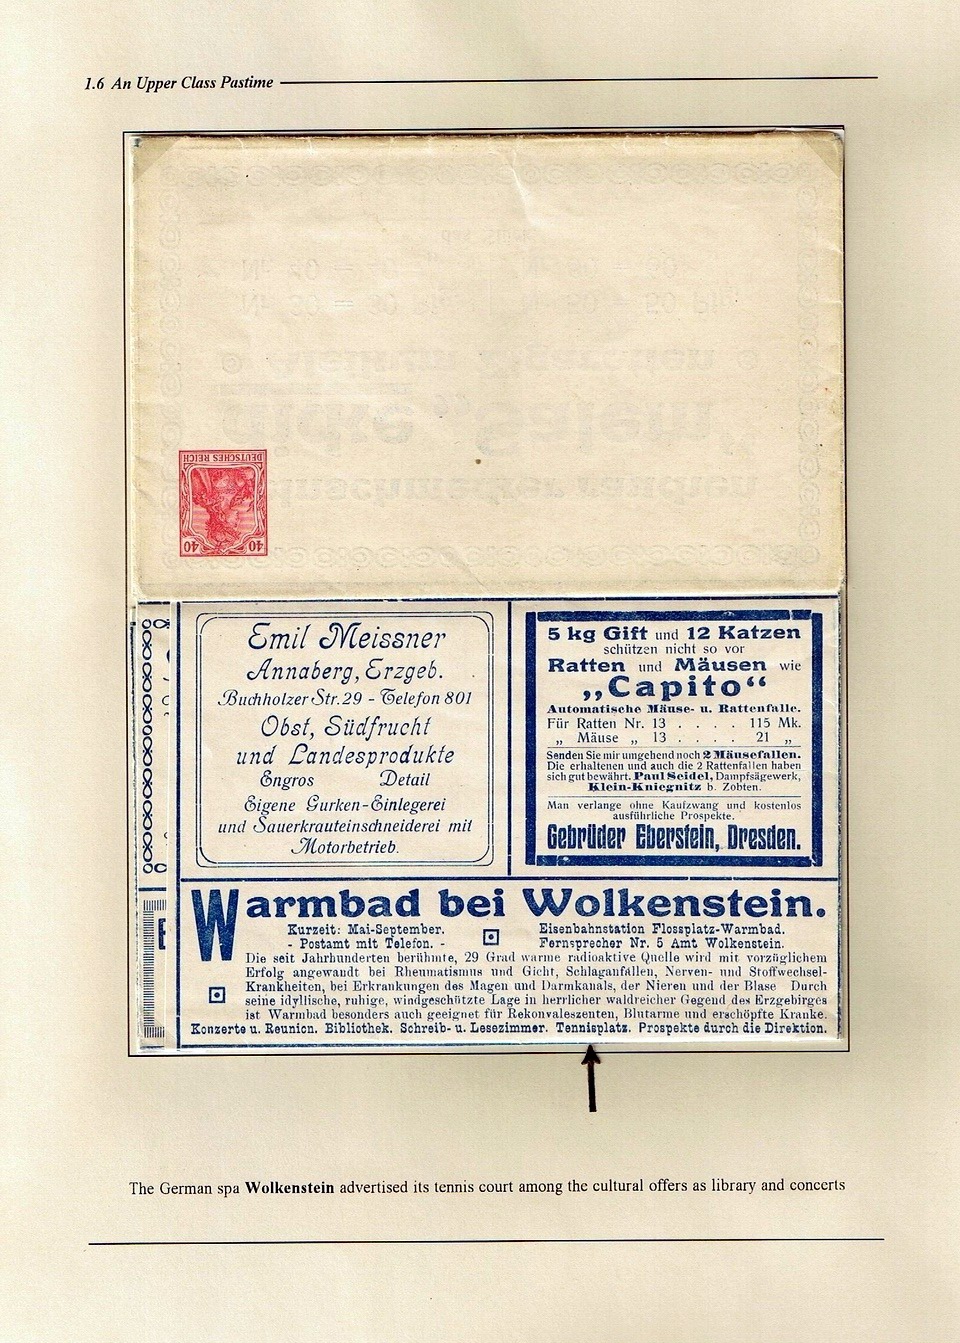 1.6 An Upper Class Pastime
DEUTSCHES REICH
40 40
Emil Meissner
Annaberg, Erzgeb.
Buchholzer Str. 29 - Telefon 801
Obst, Südfrucht
und Landesprodukte
Engros Detail
Eigene Gurken-Einlegerei
und Sauerkrauteinschneiderei mit
Motorbetrieb.
5 kg Gift und 12 Katzen
schützen nicht so vor
Ratten und Mäusen wie
„Capito“
Automatische Mäuse- u. Rattenfalle.
Für Ratten Nr. 13 . . . . 115 Mk.
„ Mäuse „ 13 . . . . 21 „
Senden Sie mir umgehend noch 2 Mäusefallen.
Die erhaltenen und auch die 2 Rattenfallen haben
sich gut bewährt. Paul Seidel, Dampfsägewerk,
Klein-Kniegnitz b. Zobten.
Man verlange ohne Kaufzwang und kostenlos
ausführliche Prospekte.
Gebrüder Eberstein, Dresden.
Warmbad bei Wolkenstein.
Kurzeit: Mai-September.
- Postamt mit Telefon. -
Eisenbahnstation Flossplatz-Warmbad.
Fernsprecher Nr. 5 Amt Wolkenstein.
Die seit Jahrhunderten berühmte, 29 Grad warme radioaktive Quelle wird mit vorzüglichem
Erfolg angewandt bei Rheumatismus und Gicht, Schlaganfällen, Nerven- und Stoffwechsel-
Krankheiten, bei Erkrankungen des Magen und Darmkanals, der Nieren und der Blase Durch
seine idyllische, ruhige, windgeschützte Lage in herrlicher waldreicher Gegend des Erzgebirges
ist Warmbad besonders auch geeignet für Rekonvaleszenten, Blutarme und erschöpfte Kranke.
Konzerte u. Reunion. Bibliothek. Schreib- u. Lesezimmer. Tennisplatz. Prospekte durch die Direktion.
The German spa Wolkenstein advertised its tennis court among the cultural offers as library and concerts